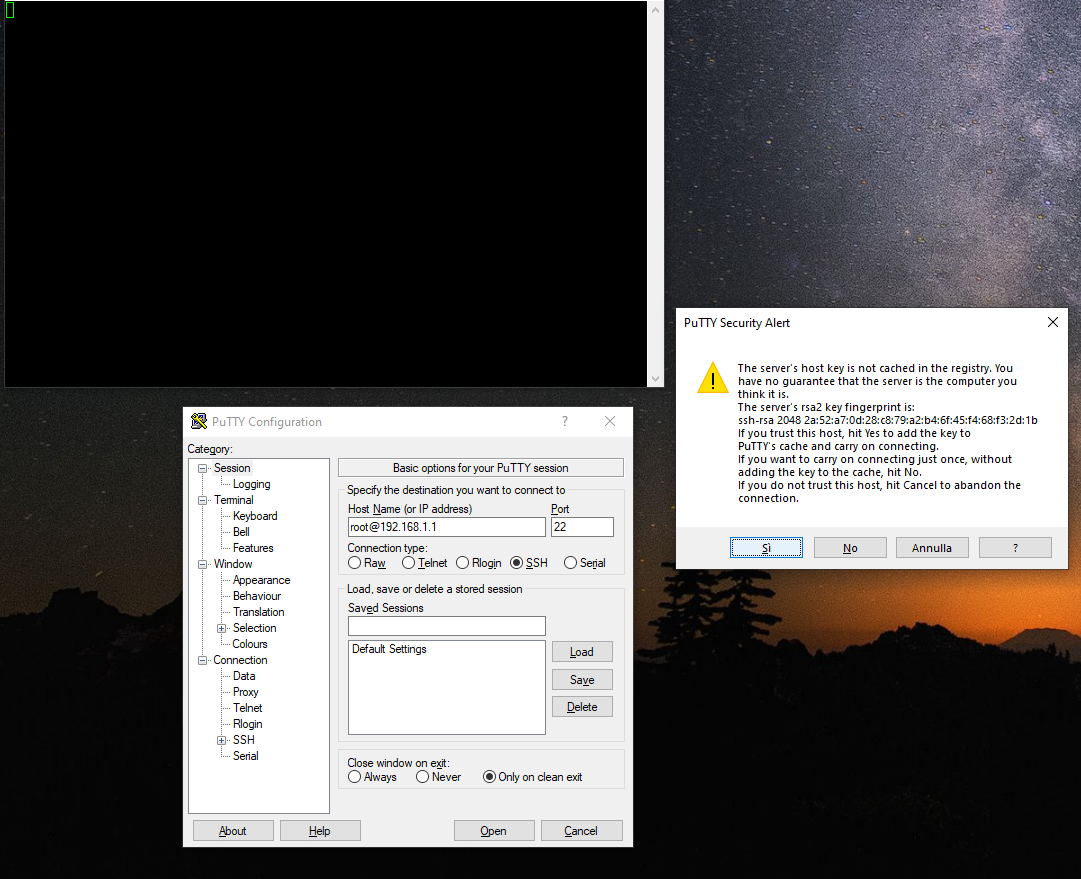 PuTTY Security Alert
The server's host key is not cached in the registry. You
have no guarantee that the server is the computer you
think it is.
The server's rsa2 key fingerprint is:
ssh-rsa 2048 2a:52:a7:0d:28:c8:79:a2:b4:6f:45:f4:68:f3:2d:1b
If you trust this host, hit Yes to add the key to
PuTTY's cache and carry on connecting.
If you want to carry on connecting just once, without
adding the key to the cache, hit No.
If you do not trust this host, hit Cancel to abandon the
connection.
Sì No Annulla ?
PuTTY Configuration ?
Category:
Session
Logging
Terminal
Keyboard
Bell
Features
Window
Appearance
Behaviour
Translation
Selection
Colours
Connection
Data
Proxy
Telnet
Rlogin
SSH
Serial
Basic options for your PuTTY session
Specify the destination you want to connect to
Host Name (or IP address) Port
root@192.168.1.1 22
Connection type:
Raw Telnet Rlogin SSH Serial
Load, save or delete a stored session
Saved Sessions
Default Settings
Load
Save
Delete
Close window on exit:
Always Never Only on clean exit
About Help Open Cancel